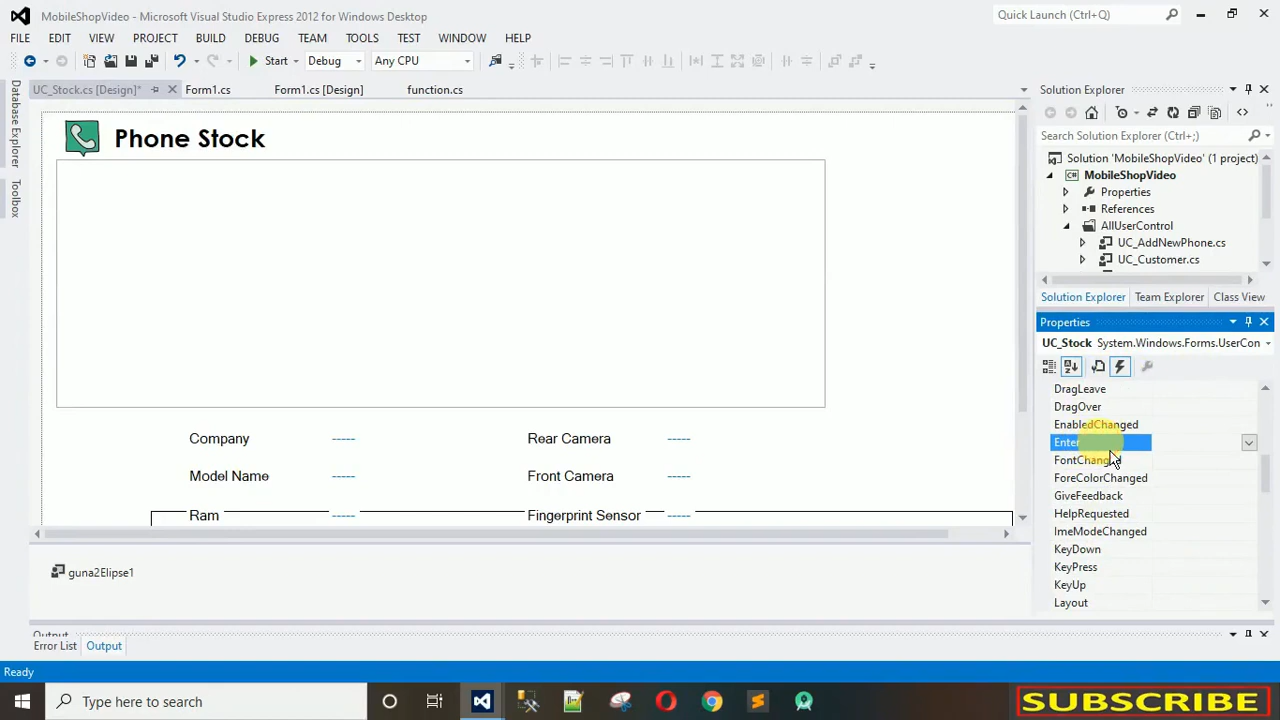 MobileShopVideo - Microsoft Visual Studio Express 2012 for Windows Desktop
Quick Launch (Ctrl+Q)
FILE EDIT VIEW PROJECT BUILD DEBUG TEAM TOOLS TEST WINDOW HELP
Start Debug Any CPU
UC_Stock.cs [Design]* Form1.cs Form1.cs [Design] function.cs
Solution Explorer
Database Explorer
Toolbox
Phone Stock
Search Solution Explorer (Ctrl+;)
Solution 'MobileShopVideo' (1 project)
MobileShopVideo
Properties
References
AllUserControl
UC_AddNewPhone.cs
UC_Customer.cs
Solution Explorer Team Explorer Class View
Properties
UC_Stock System.Windows.Forms.UserCon
DragLeave
DragOver
EnabledChanged
Enter
FontChanged
ForeColorChanged
GiveFeedback
HelpRequested
ImeModeChanged
KeyDown
KeyPress
KeyUp
Layout
Company ----- Rear Camera -----
Model Name ----- Front Camera -----
Ram ----- Fingerprint Sensor -----
guna2Elipse1
Output
Error List Output
Ready
Type here to search
SUBSCRIBE